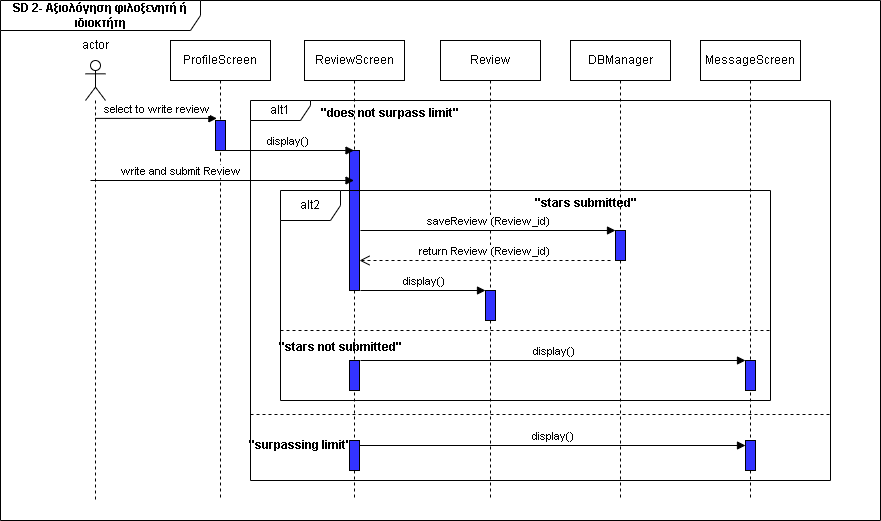 SD 2- Αξιολόγηση φιλοξενητή ή
ιδιοκτήτη
actor
ProfileScreen
ReviewScreen
Review
DBManager
MessageScreen
select to write review
alt1
"does not surpass limit"
display()
write and submit Review
alt2
"stars submitted"
saveReview (Review_id)
return Review (Review_id)
display()
"stars not submitted"
display()
"surpassing limit"
display()